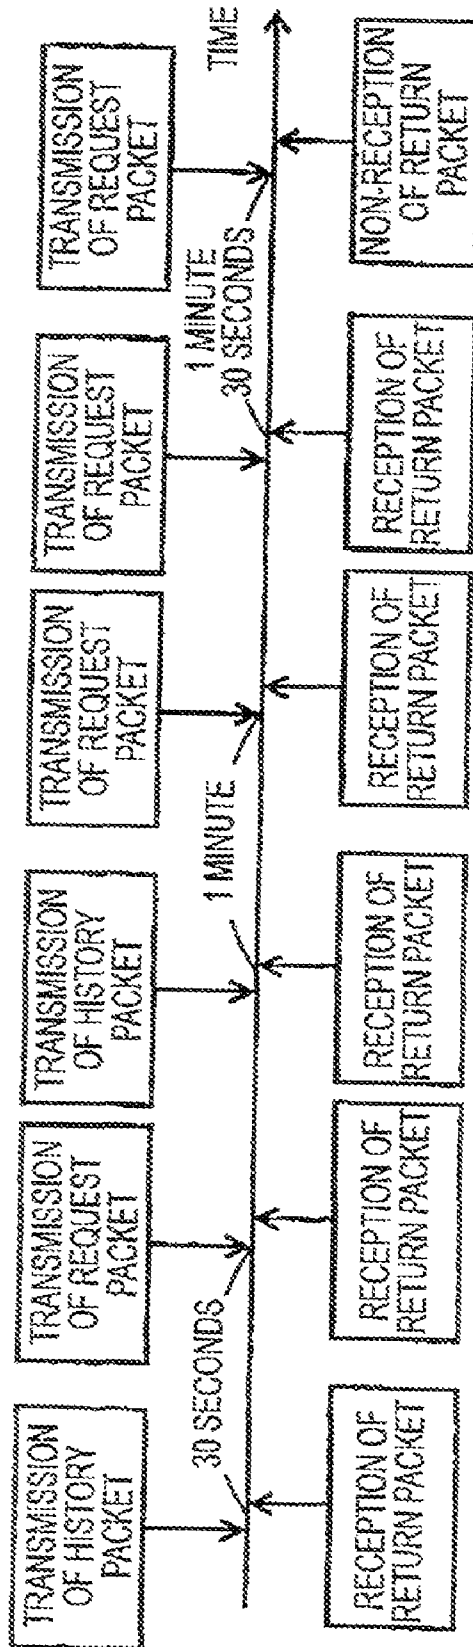 TRANSMISSION
OF HISTORY
PACKET
TRANSMISSION
OF REQUEST
PACKET
TRANSMISSION
OF HISTORY
PACKET
TRANSMISSION
OF REQUEST
PACKET
TRANSMISSION
OF REQUEST
PACKET
TRANSMISSION
OF REQUEST
PACKET
30 SECONDS
1 MINUTE
1 MINUTE
30 SECONDS
TIME
RECEPTION OF
RETURN PACKET
RECEPTION OF
RETURN PACKET
RECEPTION OF
RETURN PACKET
RECEPTION OF
RETURN PACKET
RECEPTION OF
RETURN PACKET
NON-RECEPTION
OF RETURN
PACKET